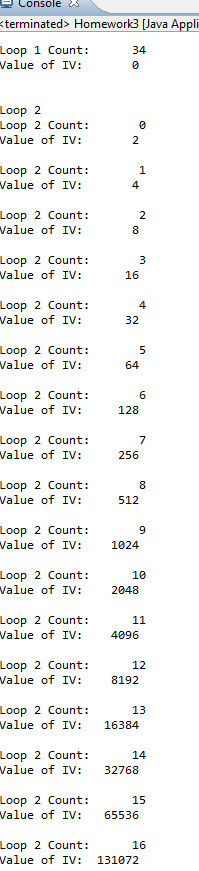 Console
<terminated> Homework3 [Java Appli
Loop 1 Count: 34
Value of IV: 0
Loop 2
Loop 2 Count: 0
Value of IV: 2
Loop 2 Count: 1
Value of IV: 4
Loop 2 Count: 2
Value of IV: 8
Loop 2 Count: 3
Value of IV: 16
Loop 2 Count: 4
Value of IV: 32
Loop 2 Count: 5
Value of IV: 64
Loop 2 Count: 6
Value of IV: 128
Loop 2 Count: 7
Value of IV: 256
Loop 2 Count: 8
Value of IV: 512
Loop 2 Count: 9
Value of IV: 1024
Loop 2 Count: 10
Value of IV: 2048
Loop 2 Count: 11
Value of IV: 4096
Loop 2 Count: 12
Value of IV: 8192
Loop 2 Count: 13
Value of IV: 16384
Loop 2 Count: 14
Value of IV: 32768
Loop 2 Count: 15
Value of IV: 65536
Loop 2 Count: 16
Value of IV: 131072